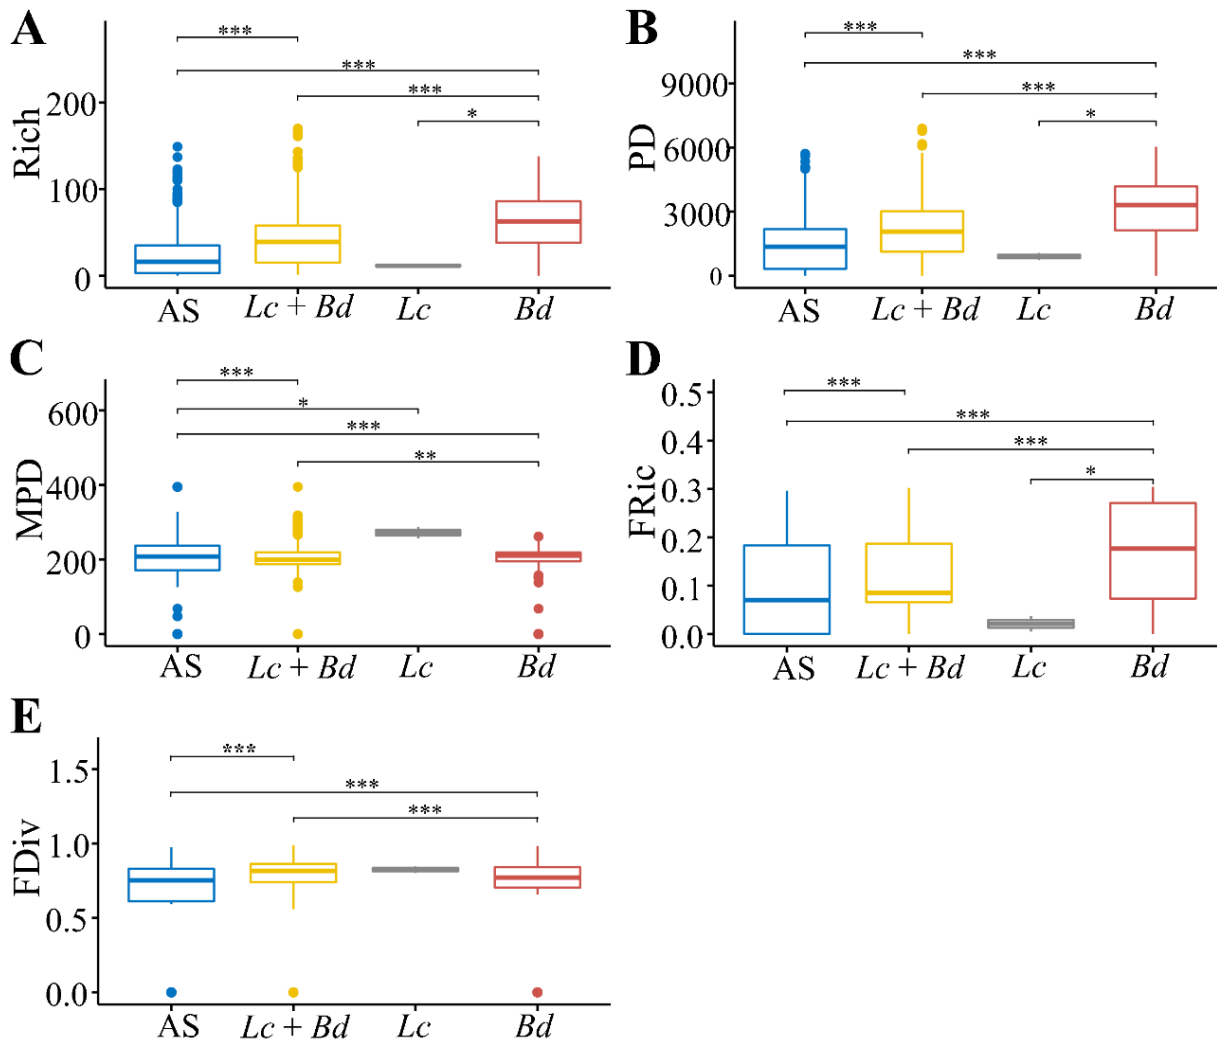 A
***
***
***
*
Rich
200
100
0
AS
Lc + Bd
Lc
Bd
B
***
***
***
*
PD
9000
6000
3000
0
AS
Lc + Bd
Lc
Bd
C
***
*
***
**
MPD
600
400
200
0
AS
Lc + Bd
Lc
Bd
D
***
***
***
*
FRic
0.5
0.4
0.3
0.2
0.1
0.0
AS
Lc + Bd
Lc
Bd
E
***
***
***
FDiv
1.5
1.0
0.5
0.0
AS
Lc + Bd
Lc
Bd